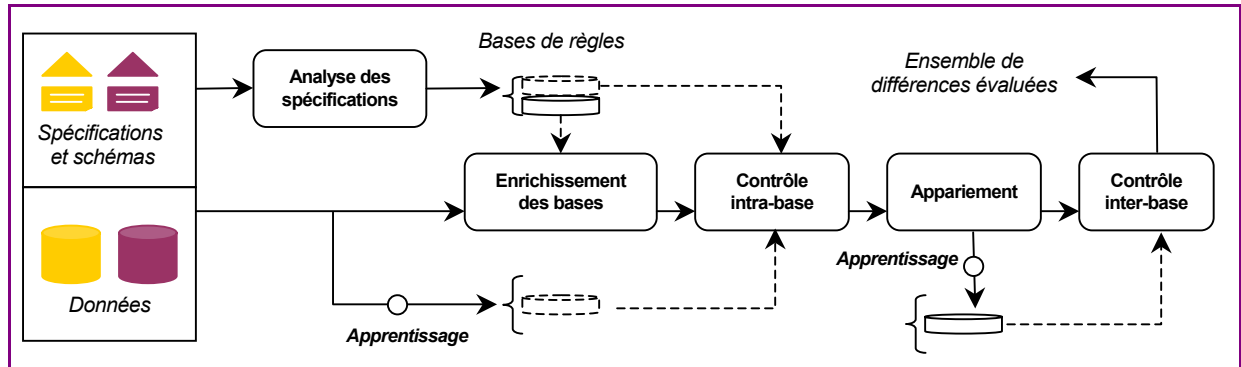 Bases de règles
Ensemble de
différences évaluées
Analyse des
spécifications
Spécifications
et schémas
Enrichissement
des bases
Contrôle
intra-base
Appariement
Contrôle
inter-base
Données
Apprentissage
Apprentissage